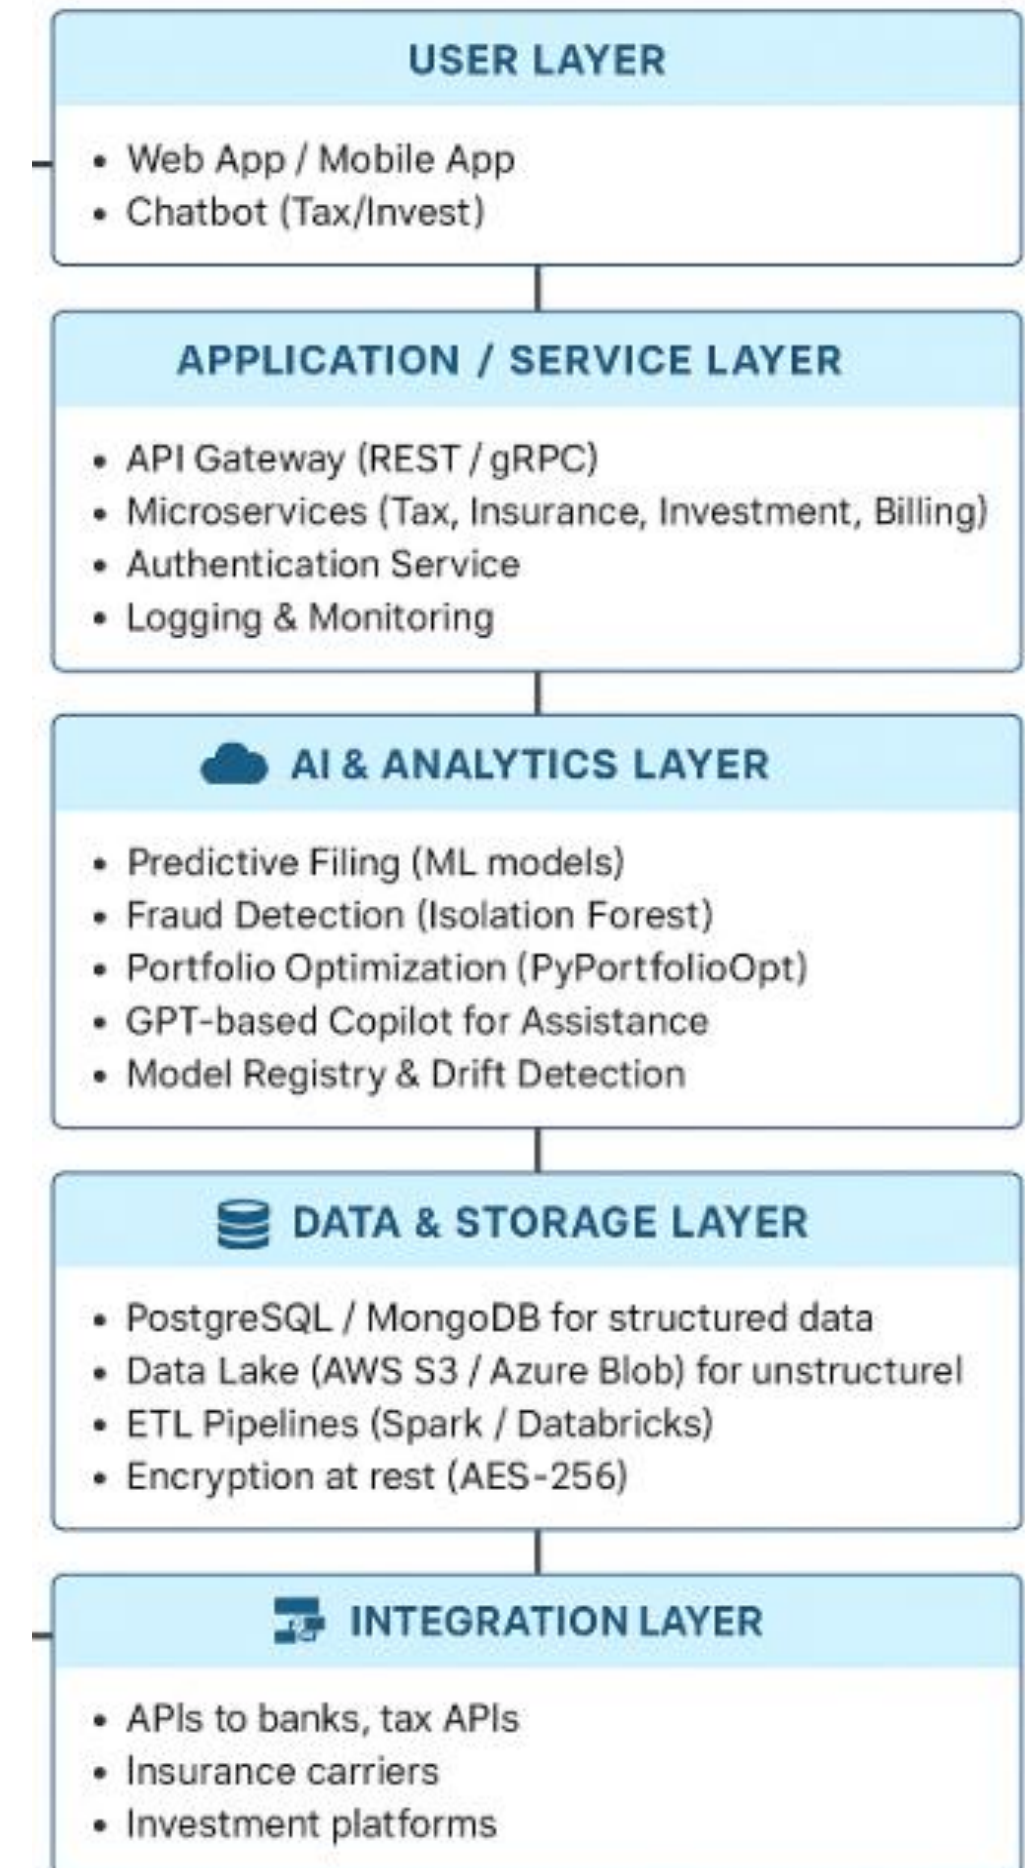 USER LAYER
• Web App / Mobile App
• Chatbot (Tax/Invest)
APPLICATION / SERVICE LAYER
• API Gateway (REST / gRPC)
• Microservices (Tax, Insurance, Investment, Billing)
• Authentication Service
• Logging & Monitoring
AI & ANALYTICS LAYER
• Predictive Filing (ML models)
• Fraud Detection (Isolation Forest)
• Portfolio Optimization (PyPortfolioOpt)
• GPT-based Copilot for Assistance
• Model Registry & Drift Detection
DATA & STORAGE LAYER
• PostgreSQL / MongoDB for structured data
• Data Lake (AWS S3 / Azure Blob) for unstructurel
• ETL Pipelines (Spark / Databricks)
• Encryption at rest (AES-256)
INTEGRATION LAYER
• APIs to banks, tax APIs
• Insurance carriers
• Investment platforms